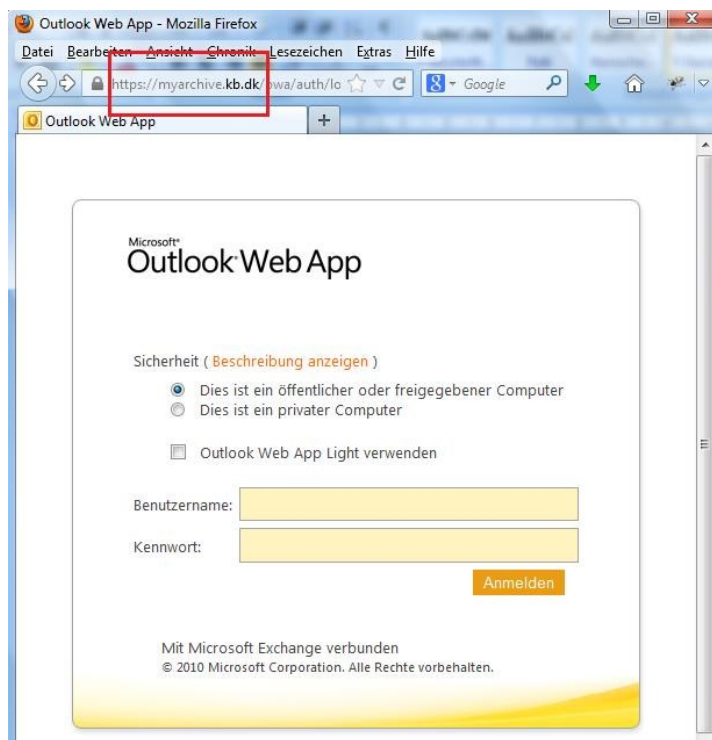 Outlook Web App - Mozilla Firefox
Datei Bearbeiten Ansicht Chronik Lesezeichen Extras Hilfe
https://myarchive.kb.dk/owa/auth/lo Google
Outlook Web App
Microsoft®
Outlook Web App
Sicherheit ( Beschreibung anzeigen )
Dies ist ein öffentlicher oder freigegebener Computer
Dies ist ein privater Computer
Outlook Web App Light verwenden
Benutzername:
Kennwort:
Anmelden
Mit Microsoft Exchange verbunden
© 2010 Microsoft Corporation. Alle Rechte vorbehalten.